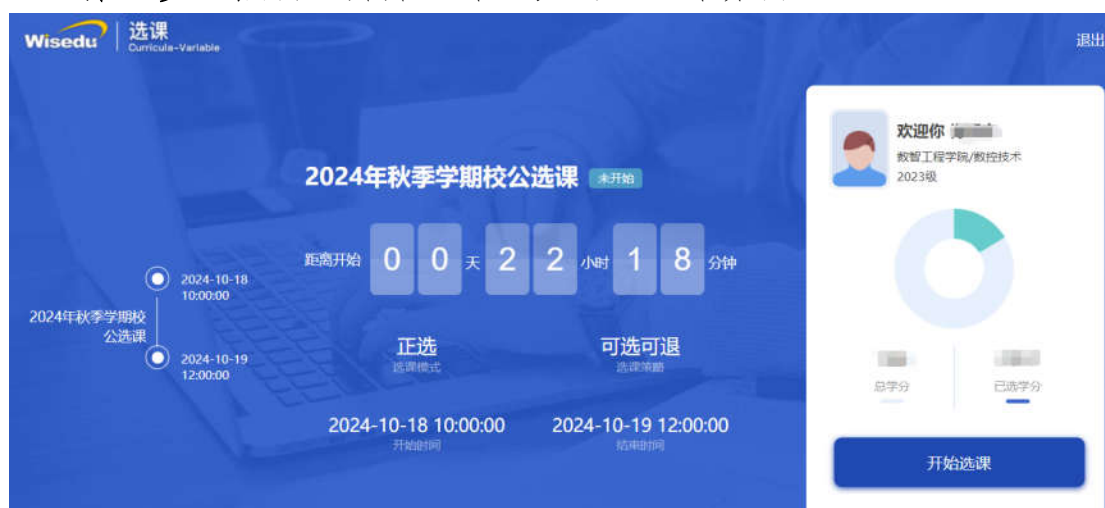 Wisedu
选课
Curricula-Variable
退出
2024年秋季学期校公选课 未开始
距离开始 0 0 天 2 2 小时 1 8 分钟
2024-10-18
10:00:00
2024年秋季学期校
公选课
2024-10-19
12:00:00
正选
选课模式
可选可退
选课策略
2024-10-18 10:00:00
开始时间
2024-10-19 12:00:00
结束时间
欢迎你
数智工程学院/数控技术
2023级
总学分
已选学分
开始选课